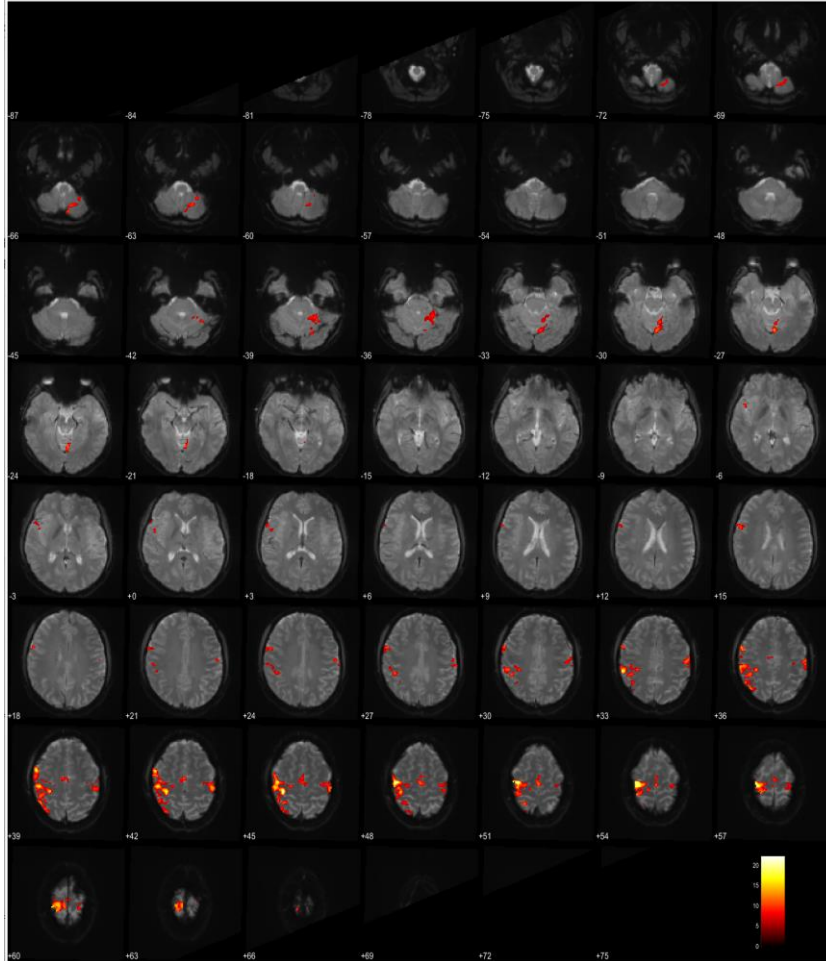 -87 -84 -81 -78 -75 -72 -69
-66 -63 -60 -57 -54 -51 -48
-45 -42 -39 -36 -33 -30 -27
-24 -21 -18 -15 -12 -9 -6
-3 +0 +3 +6 +9 +12 +15
+18 +21 +24 +27 +30 +33 +36
+39 +42 +45 +48 +51 +54 +57
20
15
10
5
0
+60 +63 +66 +69 +72 +75